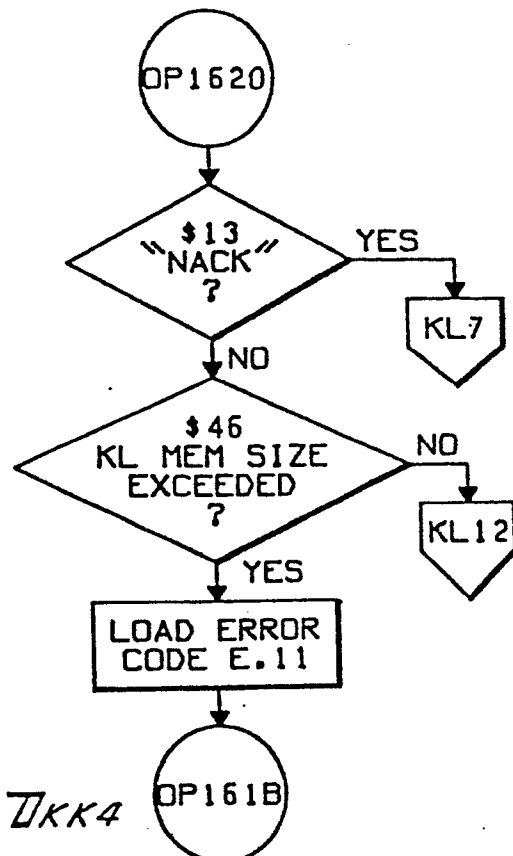 OP1620
$13
"NACK"
?
YES
KL7
NO
$46
KL MEM SIZE
EXCEEDED
?
NO
KL12
YES
LOAD ERROR
CODE E.11
OP161B